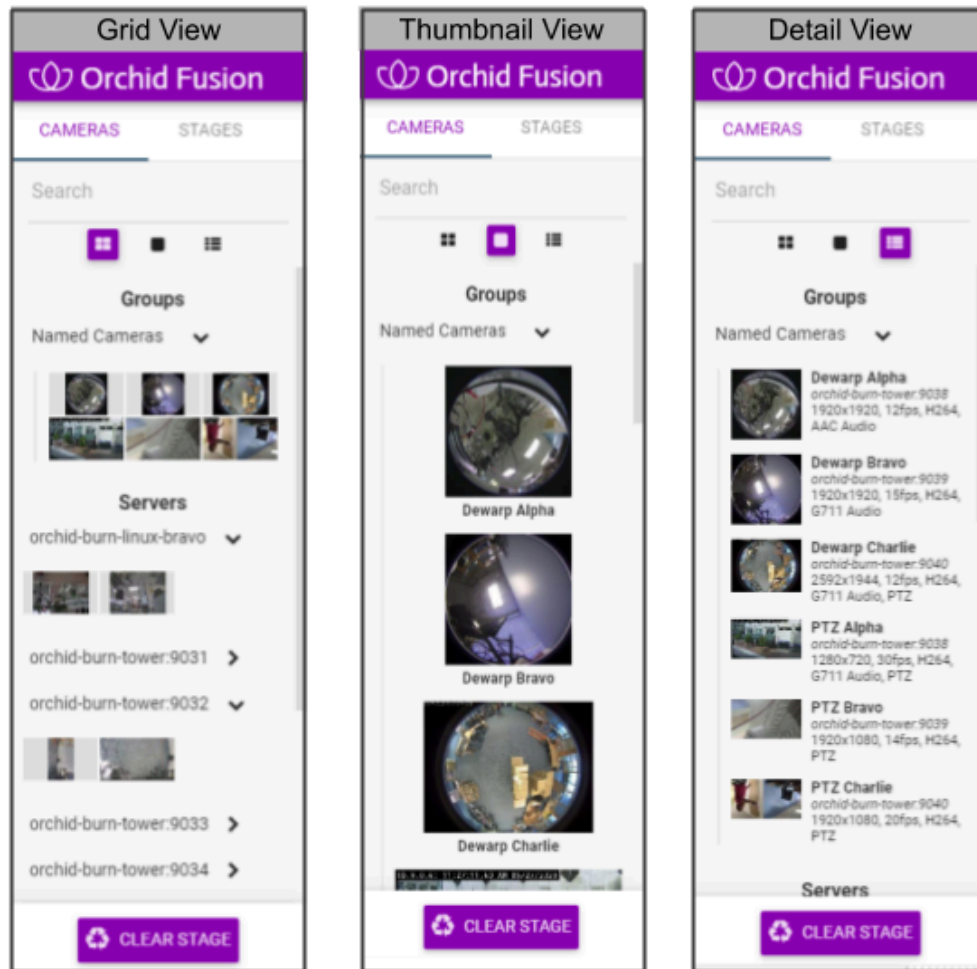 Grid View
Orchid Fusion
CAMERAS STAGES
Search
Groups
Named Cameras
Servers
orchid-burn-linux-bravo
orchid-burn-tower:9031
orchid-burn-tower:9032
orchid-burn-tower:9033
orchid-burn-tower:9034
CLEAR STAGE
Thumbnail View
Orchid Fusion
CAMERAS STAGES
Search
Groups
Named Cameras
Dewarp Alpha
Dewarp Bravo
Dewarp Charlie
CLEAR STAGE
Detail View
Orchid Fusion
CAMERAS STAGES
Search
Groups
Named Cameras
Dewarp Alpha
orchid-burn-tower:9038
1920x1920, 12fps, H264,
AAC Audio
Dewarp Bravo
orchid-burn-tower:9039
1920x1920, 15fps, H264,
G711 Audio
Dewarp Charlie
orchid-burn-tower:9040
2592x1944, 12fps, H264,
G711 Audio, PTZ
PTZ Alpha
orchid-burn-tower:9038
1280x720, 30fps, H264,
G711 Audio, PTZ
PTZ Bravo
orchid-burn-tower:9039
1920x1080, 14fps, H264,
PTZ
PTZ Charlie
orchid-burn-tower:9040
1920x1080, 20fps, H264,
PTZ
Servers
CLEAR STAGE